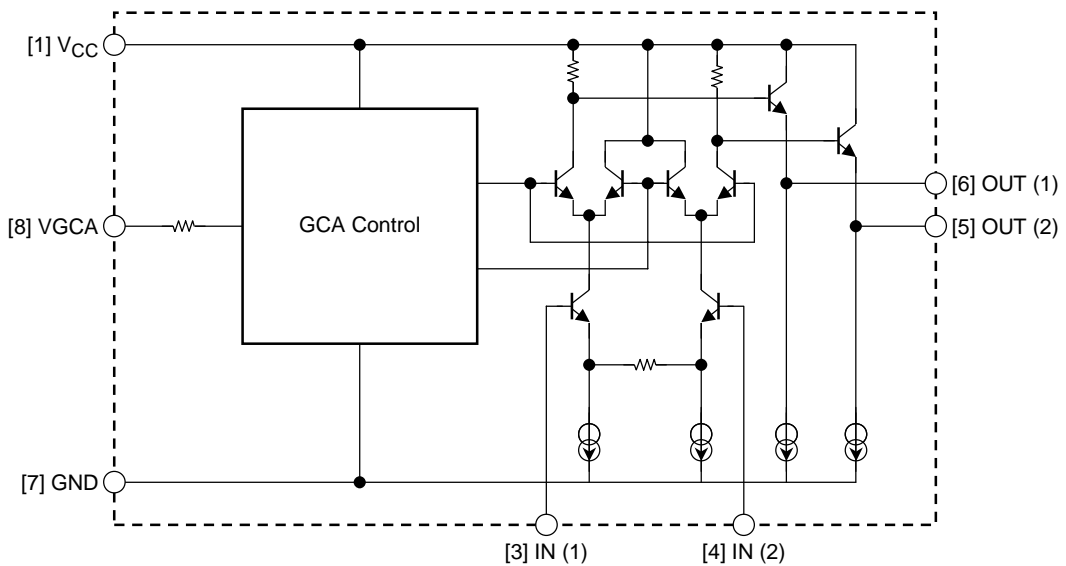 [1] VCC
[8] VGCA
GCA Control
[6] OUT (1)
[5] OUT (2)
[7] GND
[3] IN (1)
[4] IN (2)